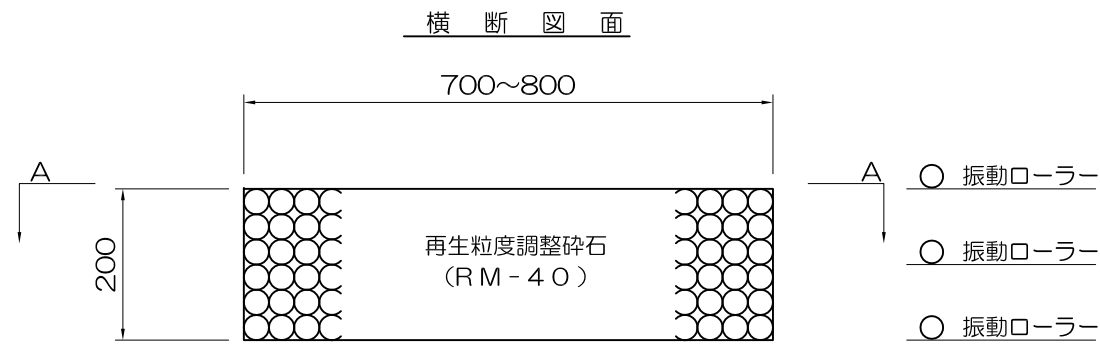 横断図面
700～800
A
A
200
再生粒度調整砕石
（RM-40）
○ 振動ローラー
○ 振動ローラー
○ 振動ローラー